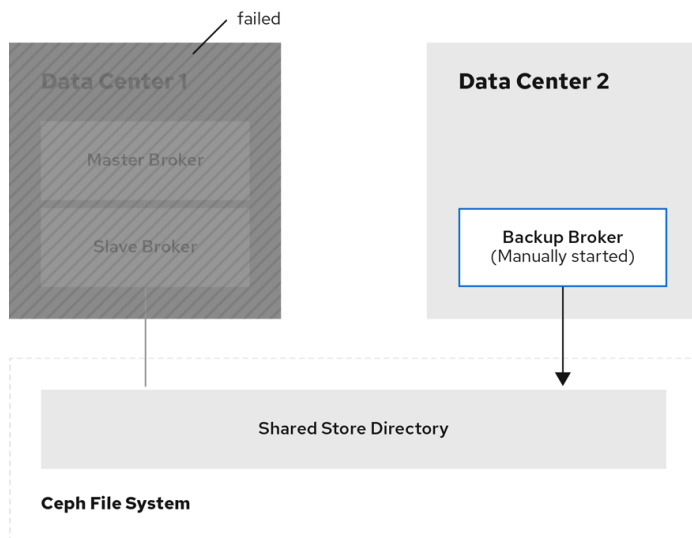 failed
Data Center 1
Master Broker
Slave Broker
Data Center 2
Backup Broker
(Manually started)
Shared Store Directory
Ceph File System